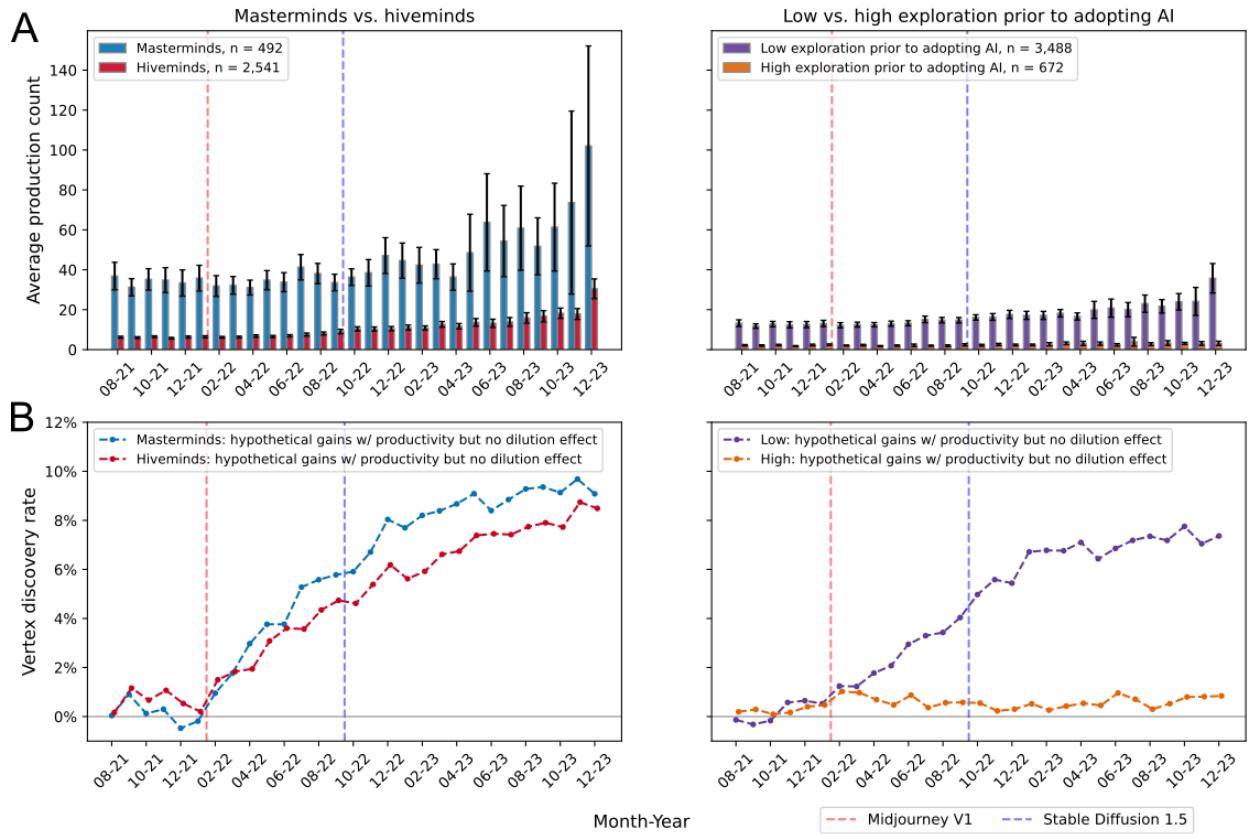 A
Masterminds vs. hiveminds
Low vs. high exploration prior to adopting AI
Average production count
140
120
100
80
60
40
20
0
Masterminds, n = 492
Hiveminds, n = 2,541
Low exploration prior to adopting AI, n = 3,488
High exploration prior to adopting AI, n = 672
08-21 10-21 12-21 02-22 04-22 06-22 08-22 10-22 12-22 02-23 04-23 06-23 08-23 10-23 12-23
08-21 10-21 12-21 02-22 04-22 06-22 08-22 10-22 12-22 02-23 04-23 06-23 08-23 10-23 12-23
B
Vertex discovery rate
12%
10%
8%
6%
4%
2%
0%
Masterminds: hypothetical gains w/ productivity but no dilution effect
Hiveminds: hypothetical gains w/ productivity but no dilution effect
Low: hypothetical gains w/ productivity but no dilution effect
High: hypothetical gains w/ productivity but no dilution effect
08-21 10-21 12-21 02-22 04-22 06-22 08-22 10-22 12-22 02-23 04-23 06-23 08-23 10-23 12-23
08-21 10-21 12-21 02-22 04-22 06-22 08-22 10-22 12-22 02-23 04-23 06-23 08-23 10-23 12-23
Month-Year
Midjourney V1
Stable Diffusion 1.5